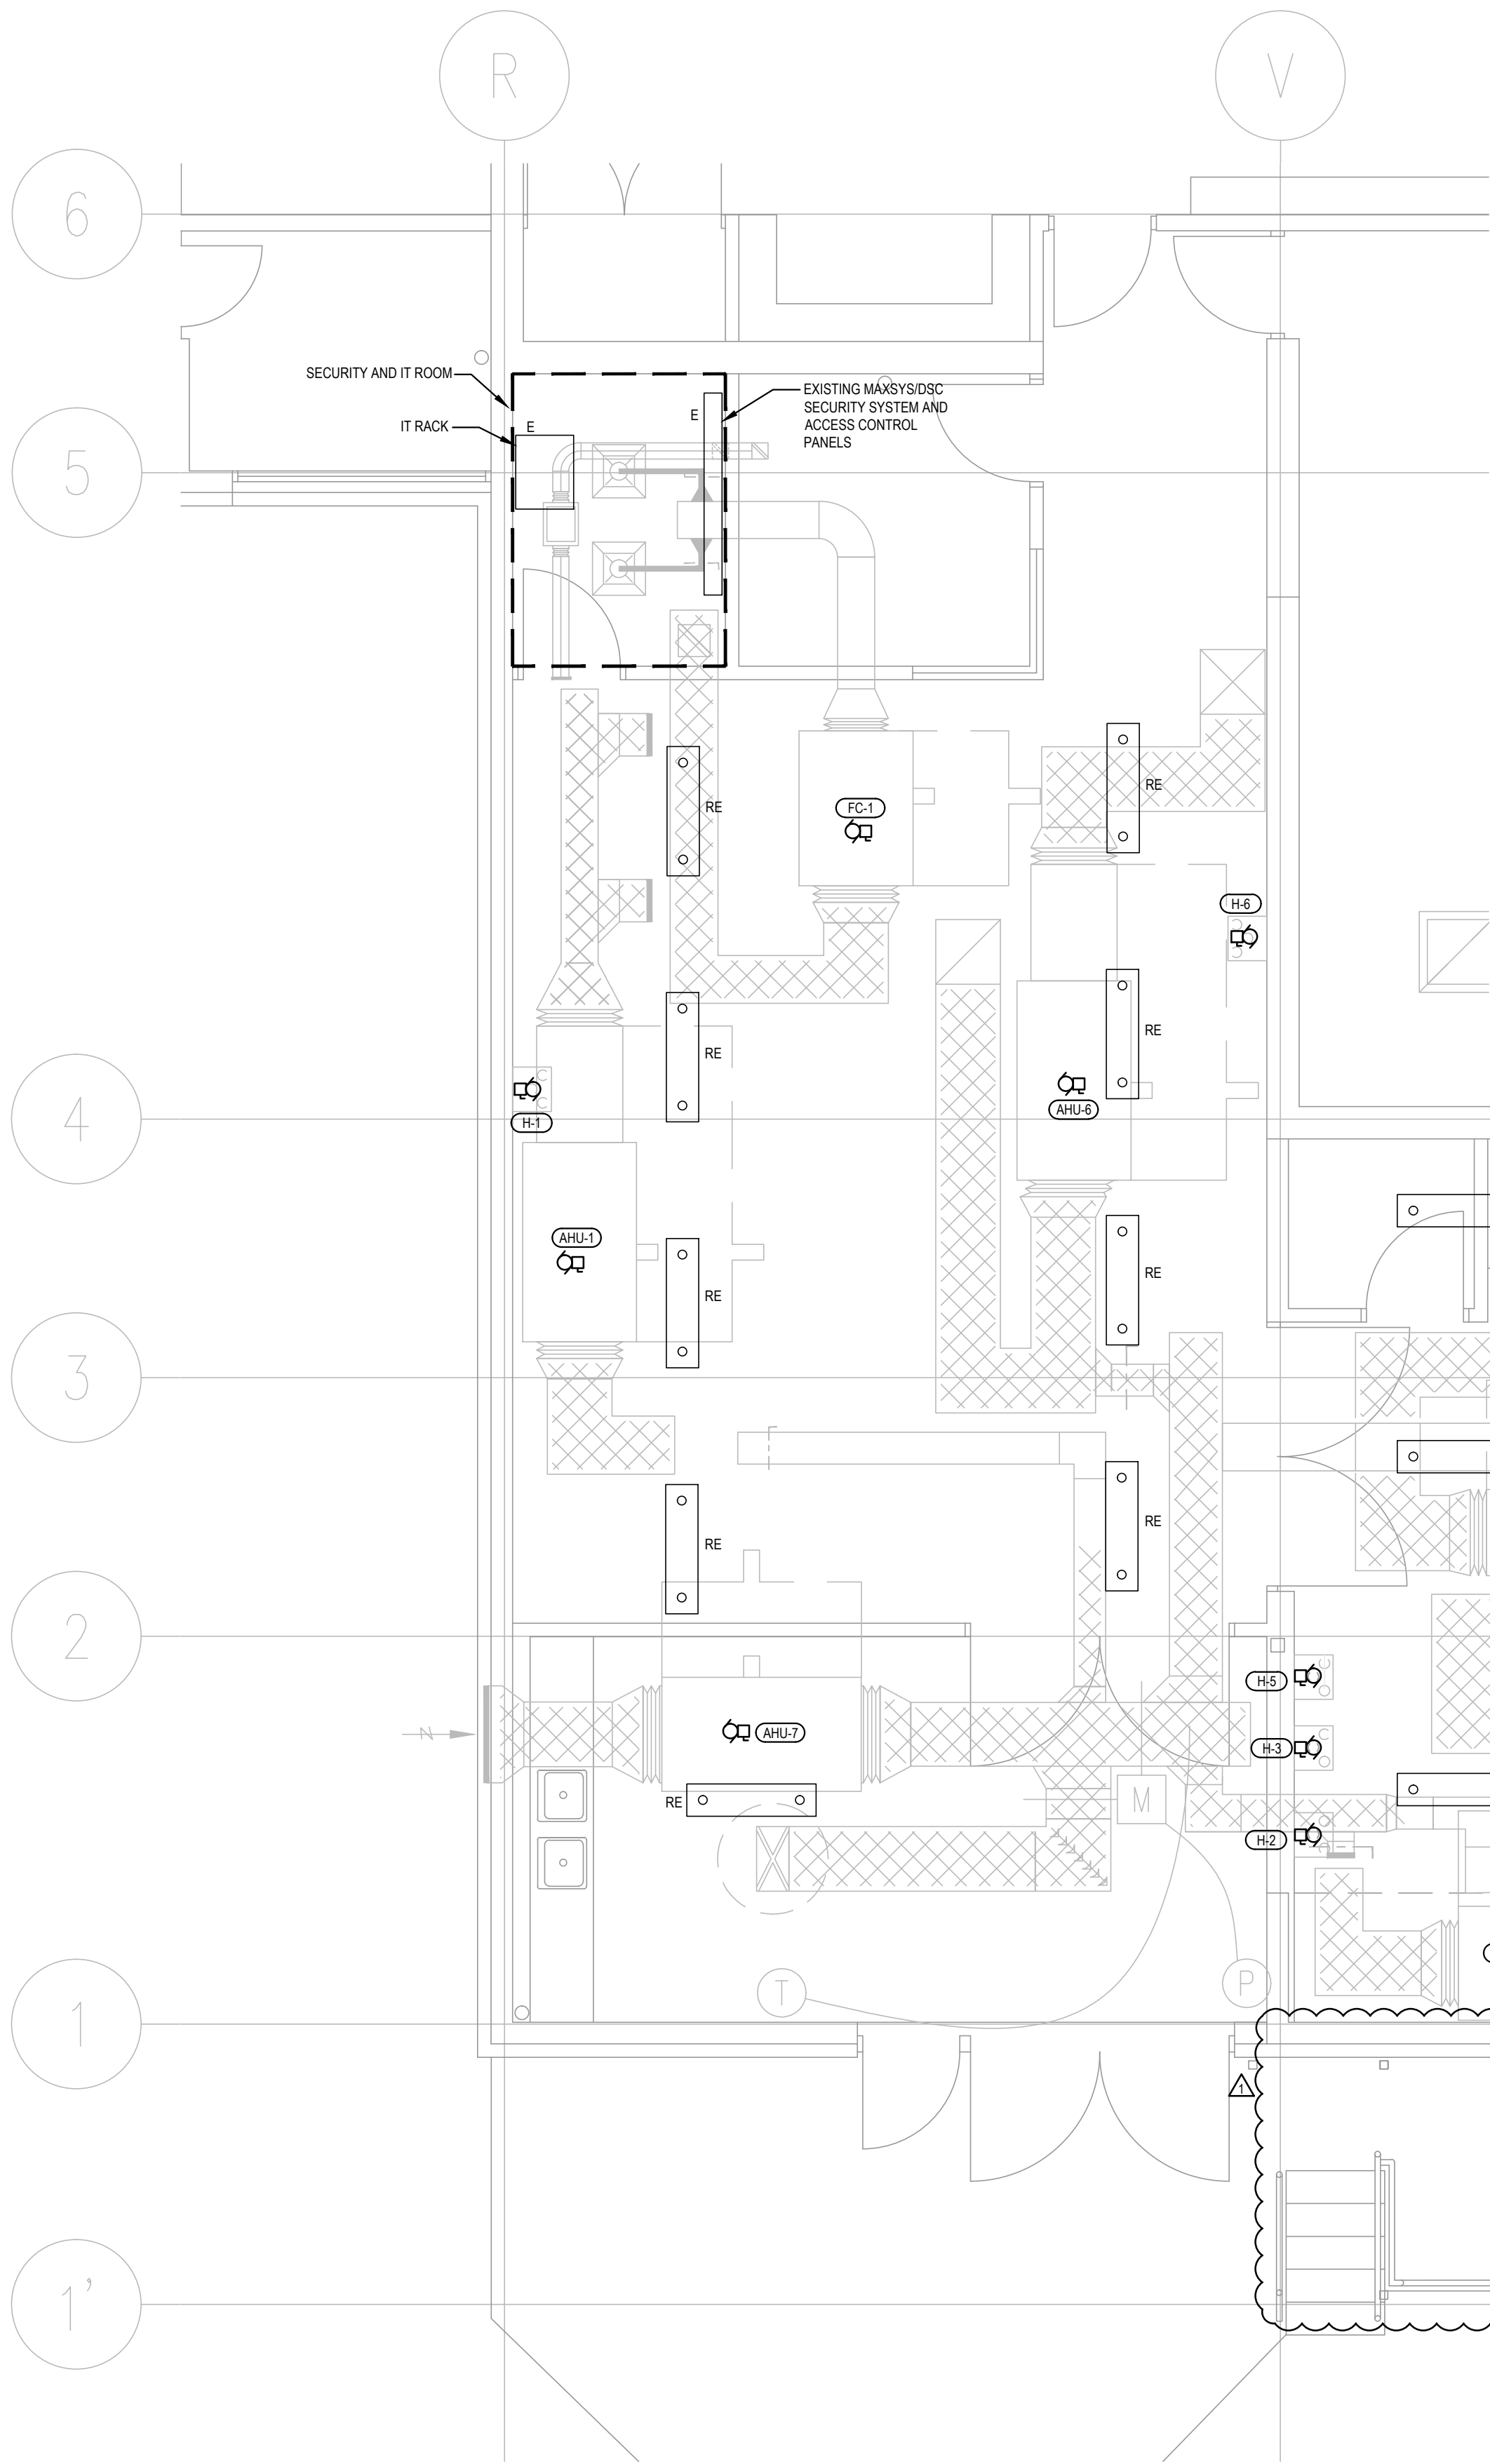 R
V
6
SECURITY AND IT ROOM
EXISTING MAXSYS/DSC
SECURITY SYSTEM AND
ACCESS CONTROL
PANELS
E
IT RACK
E
5
RE
FC-1
RE
H-6
RE
RE
4
H-1
AHU-6
AHU-1
RE
RE
3
RE
RE
2
H-5
N
AHU-7
H-3
RE
M
H-2
T
P
1
1
1'